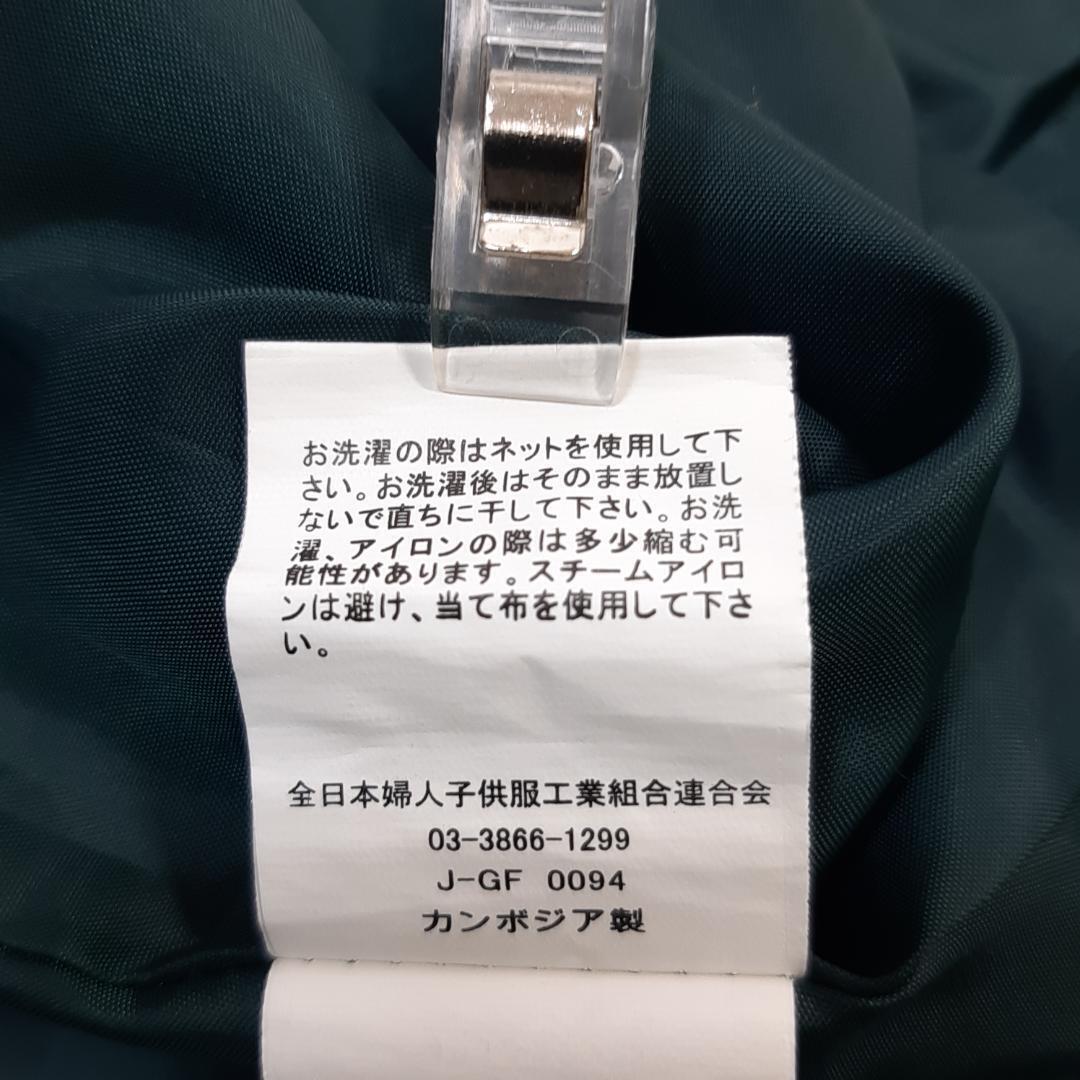 お洗濯の際はネットを使用して下
さい。お洗濯後はそのまま放置し
ないで直ちに干して下さい。お洗
濯、アイロンの際は多少縮む可
能性があります。スチームアイロ
ンは避け、当て布を使用して下さ
い。
全日本婦人子供服工業組合連合会
03-3866-1299
J-GF 0094
カンボジア製